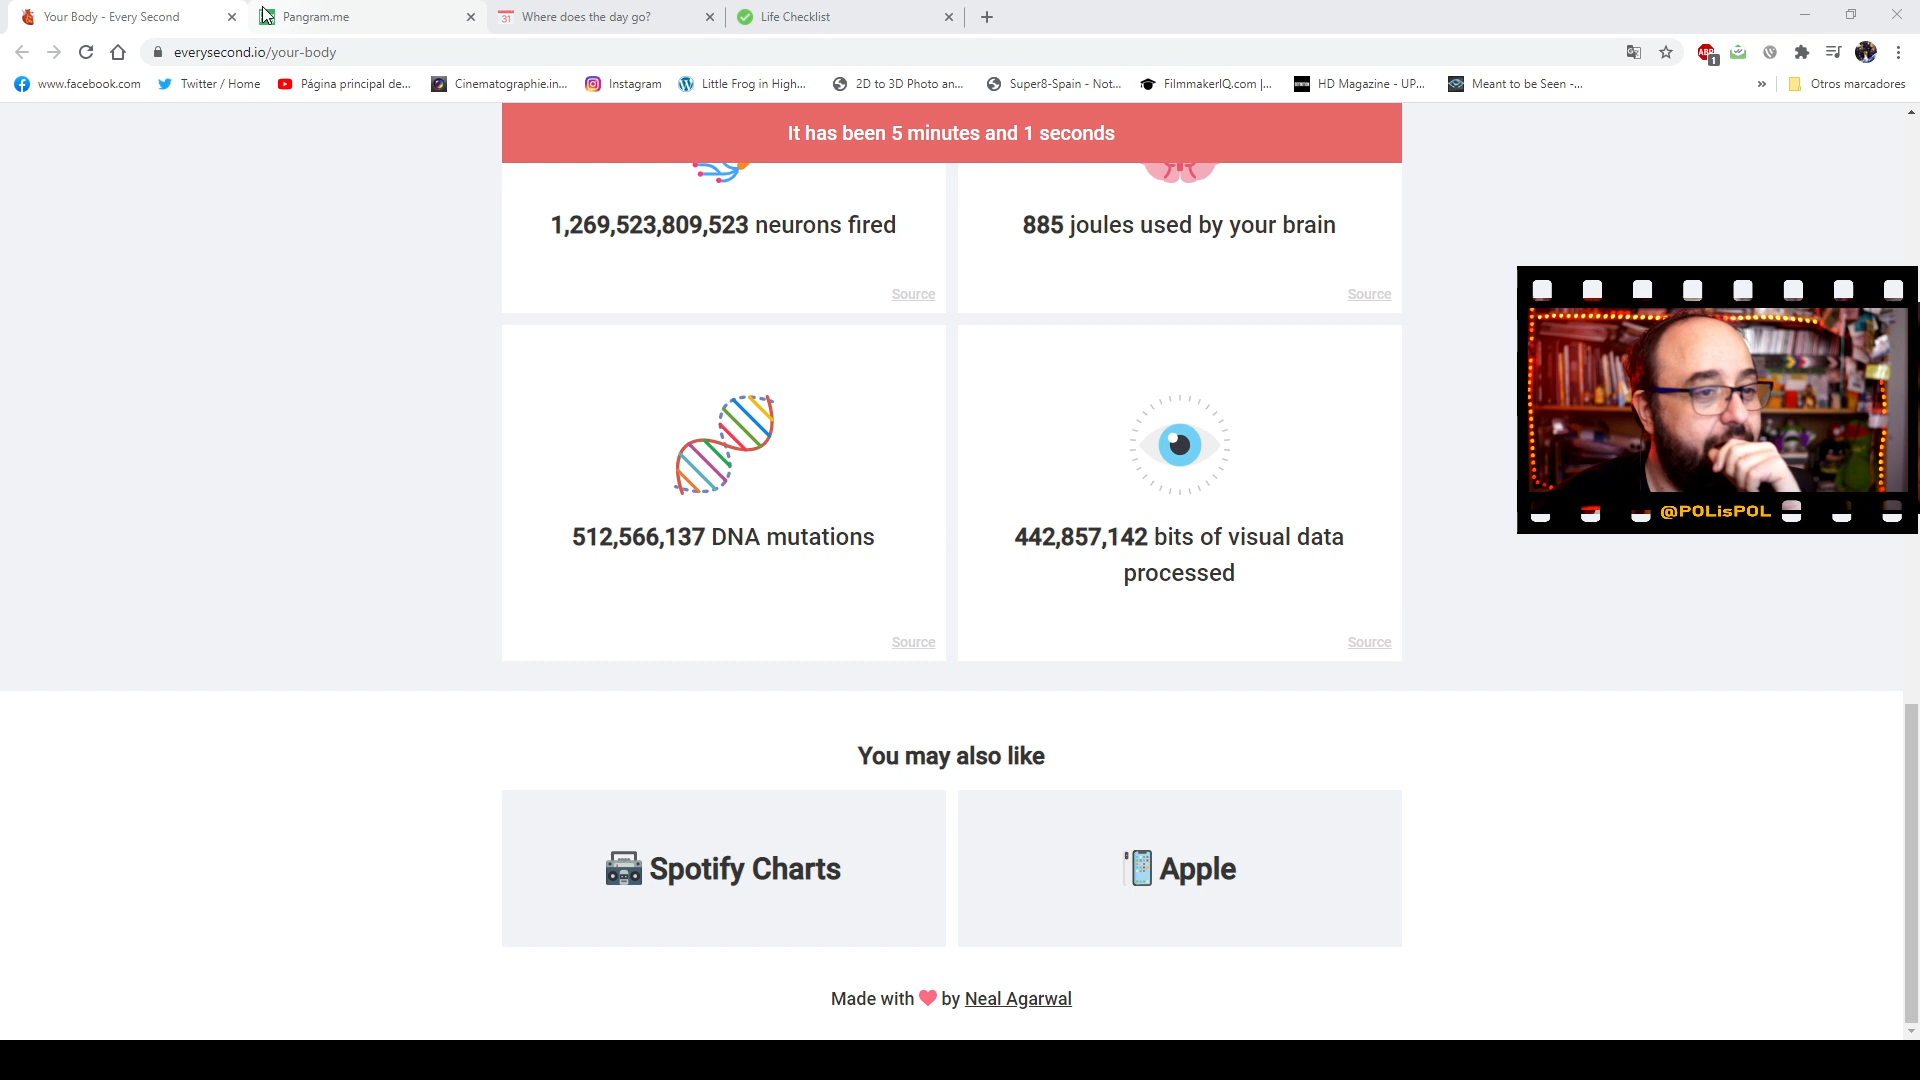 Your Body - Every Second
Pangram.me
31 Where does the day go?
Life Checklist
everysecond.io/your-body
ABP 1
www.facebook.com
Twitter / Home
Página principal de...
Cinematographie.in...
Instagram
Little Frog in High...
2D to 3D Photo an...
Super8-Spain - Not...
FilmmakerIQ.com |...
HD Magazine - UP...
Meant to be Seen -...
»
Otros marcadores
It has been 5 minutes and 1 seconds
1,269,523,809,523 neurons fired
Source
885 joules used by your brain
Source
512,566,137 DNA mutations
Source
442,857,142 bits of visual data
processed
Source
@POLisPOL
You may also like
Spotify Charts
Apple
Made with ❤ by Neal Agarwal